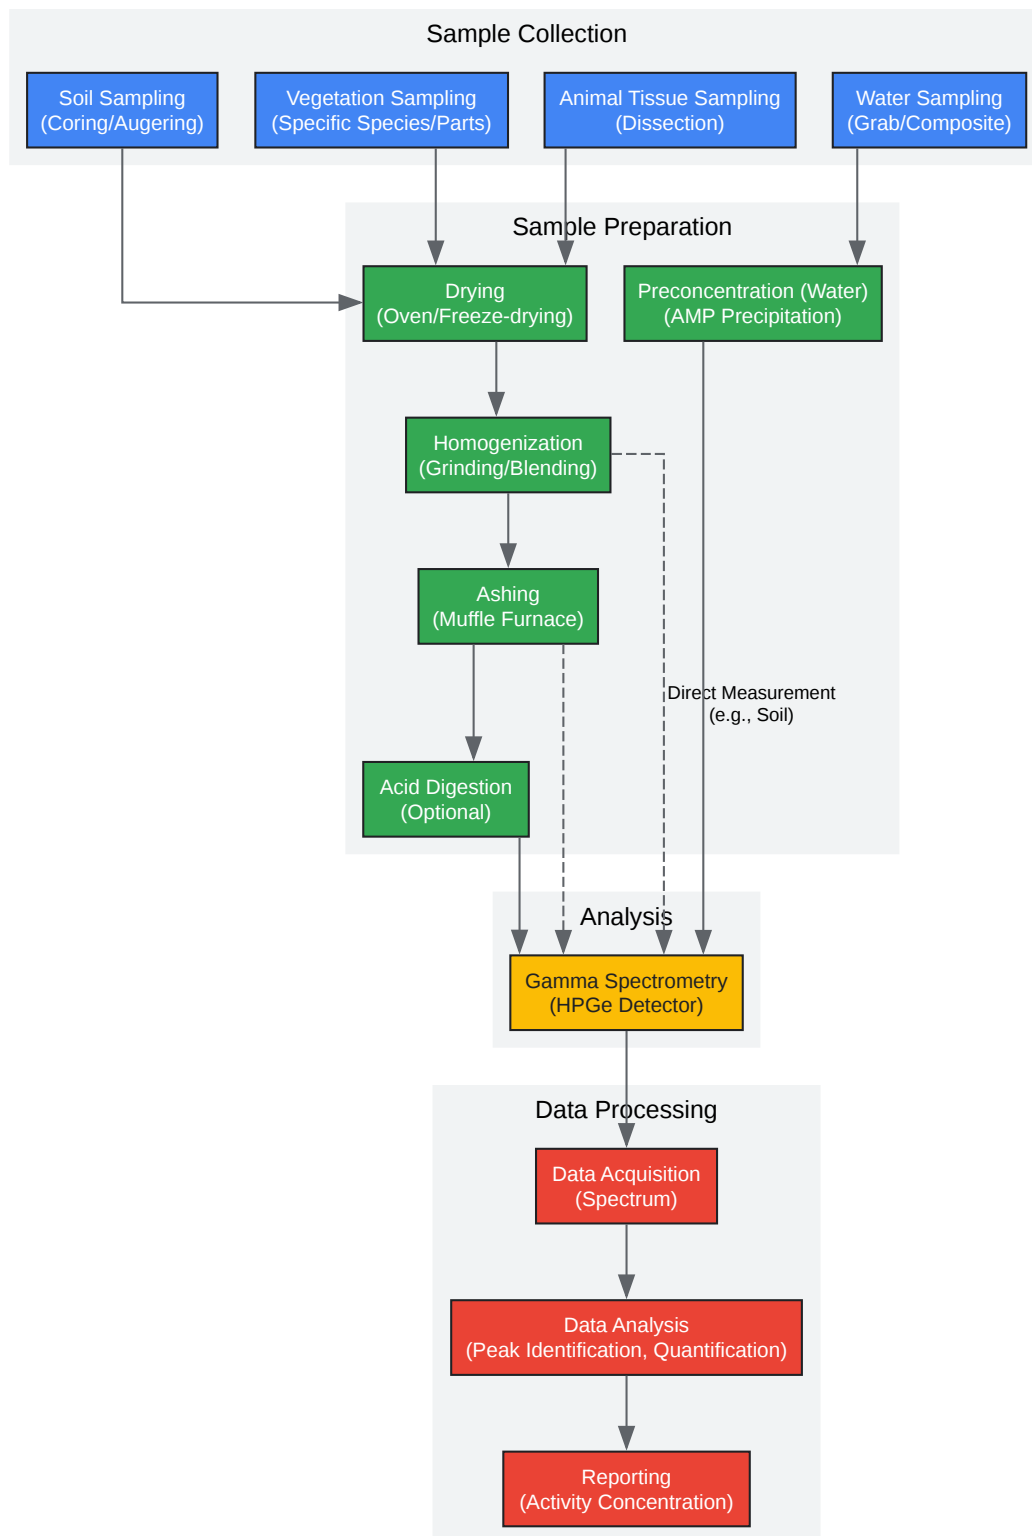 Sample Collection
Soil Sampling
(Coring/Augering)
Vegetation Sampling
(Specific Species/Parts)
Animal Tissue Sampling
(Dissection)
Water Sampling
(Grab/Composite)
Sample Preparation
Drying
(Oven/Freeze-drying)
Preconcentration (Water)
(AMP Precipitation)
Homogenization
(Grinding/Blending)
Ashing
(Muffle Furnace)
Direct Measurement
(e.g., Soil)
Acid Digestion
(Optional)
Analysis
Gamma Spectrometry
(HPGe Detector)
Data Processing
Data Acquisition
(Spectrum)
Data Analysis
(Peak Identification, Quantification)
Reporting
(Activity Concentration)